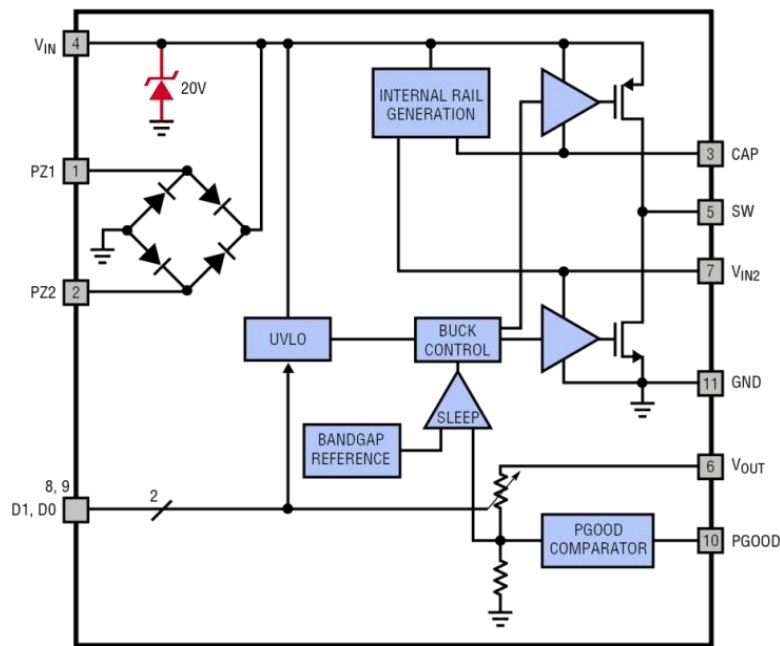 VIN 4
20V
INTERNAL RAIL
GENERATION
PZ1 1
3 CAP
5 SW
7 VIN2
PZ2 2
UVLO
BUCK
CONTROL
11 GND
SLEEP
BANDGAP
REFERENCE
6 VOUT
8, 9
D1, D0
2
PGOOD
COMPARATOR
10 PGOOD